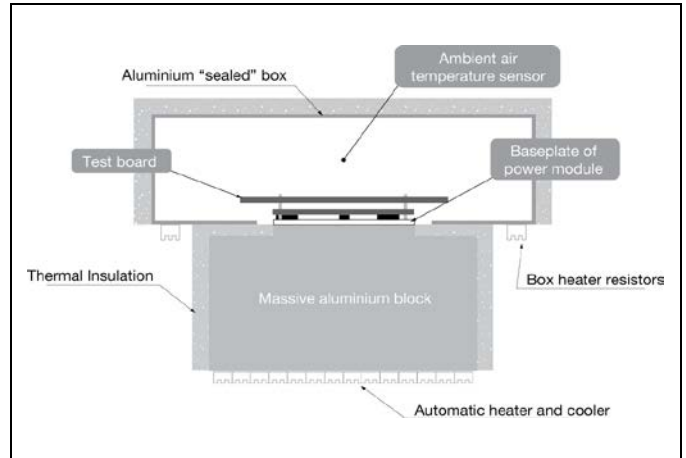 Ambient air
temperature sensor
Aluminium “sealed” box
Test board
Baseplate of
power module
Thermal Insulation
Box heater resistors
Massive aluminium block
Automatic heater and cooler